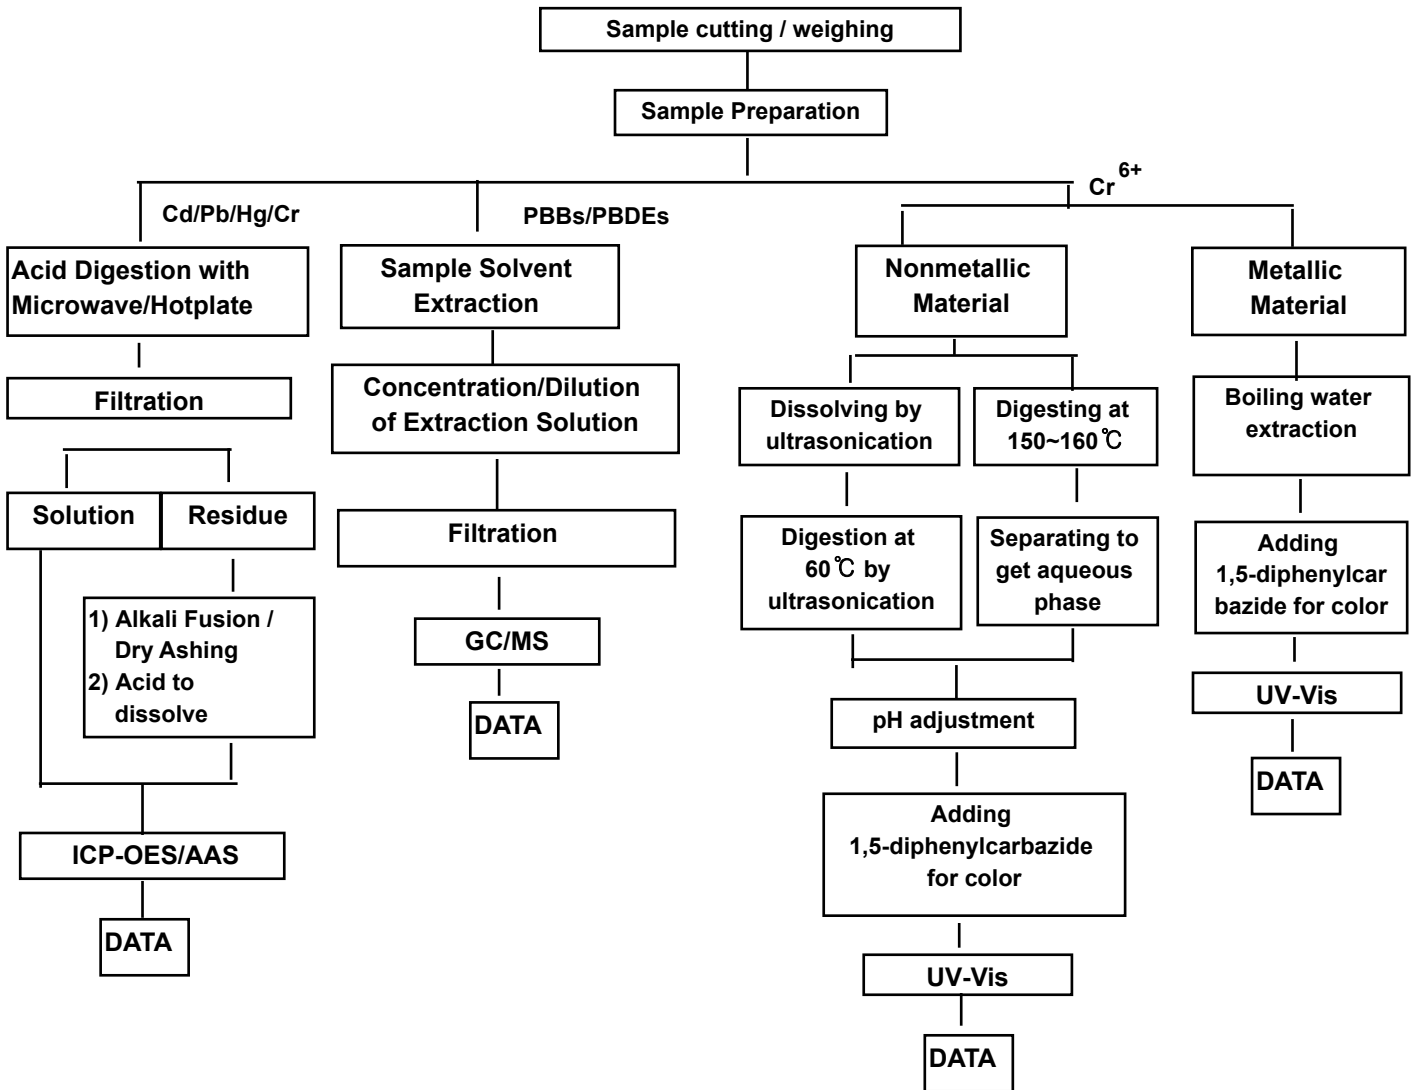 Sample cutting / weighing
Sample Preparation
Cd/Pb/Hg/Cr
PBBs/PBDEs
Cr 6+
Acid Digestion with
Microwave/Hotplate
Filtration
Solution
Residue
1) Alkali Fusion /
Dry Ashing
2) Acid to
dissolve
ICP-OES/AAS
DATA
Sample Solvent
Extraction
Concentration/Dilution
of Extraction Solution
Filtration
GC/MS
DATA
Nonmetallic
Material
Dissolving by
ultrasonication
Digestion at
60℃ by
ultrasonication
Digesting at
150~160℃
Separating to
get aqueous
phase
pH adjustment
Adding
1,5-diphenylcarbazide
for color
UV-Vis
DATA
Metallic
Material
Boiling water
extraction
Adding
1,5-diphenylcar
bazide for color
UV-Vis
DATA